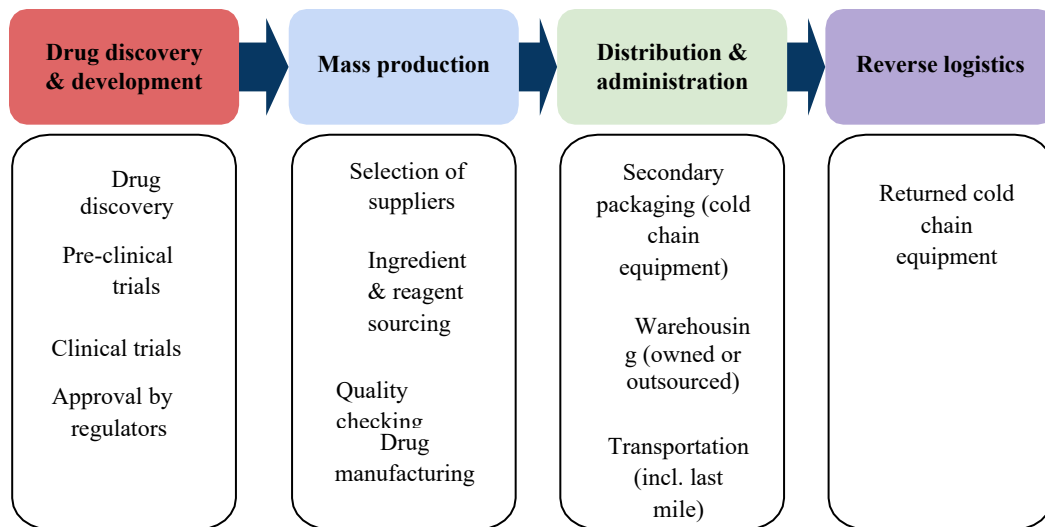 Drug discovery
& development
Mass production
Distribution &
administration
Reverse logistics
Drug
discovery
Pre-clinical
trials
Clinical trials
Approval by
regulators
Selection of
suppliers
Ingredient
& reagent
sourcing
Quality
checking
Drug
manufacturing
Secondary
packaging (cold
chain
equipment)
Warehousin
g (owned or
outsourced)
Transportation
(incl. last
mile)
Returned cold
chain
equipment